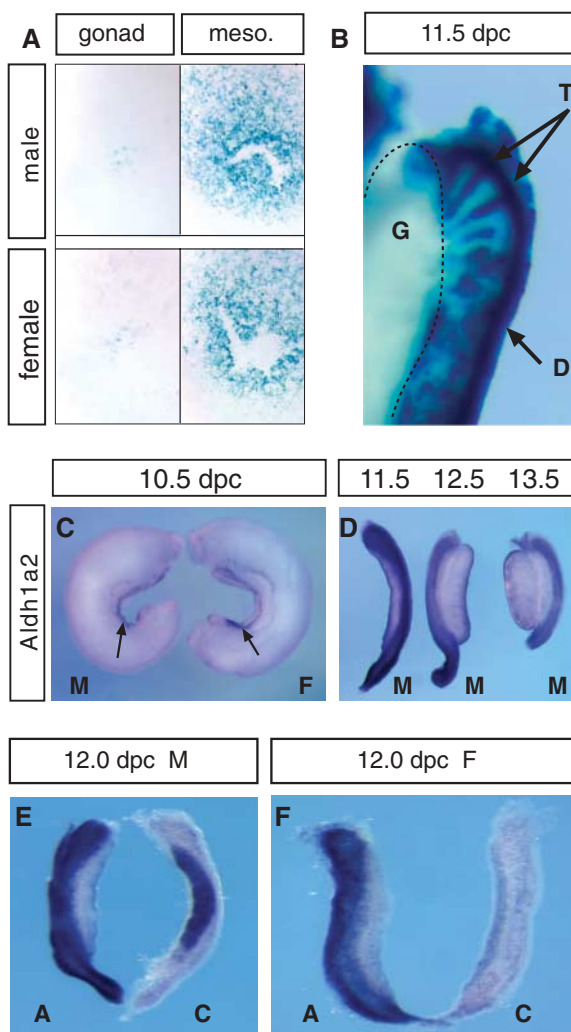 A gonad meso.
male
female
B 11.5 dpc
T
G
D
10.5 dpc
Aldh1a2
C
M F
11.5 12.5 13.5
D
M M M
12.0 dpc M
E
A C
12.0 dpc F
F
A C